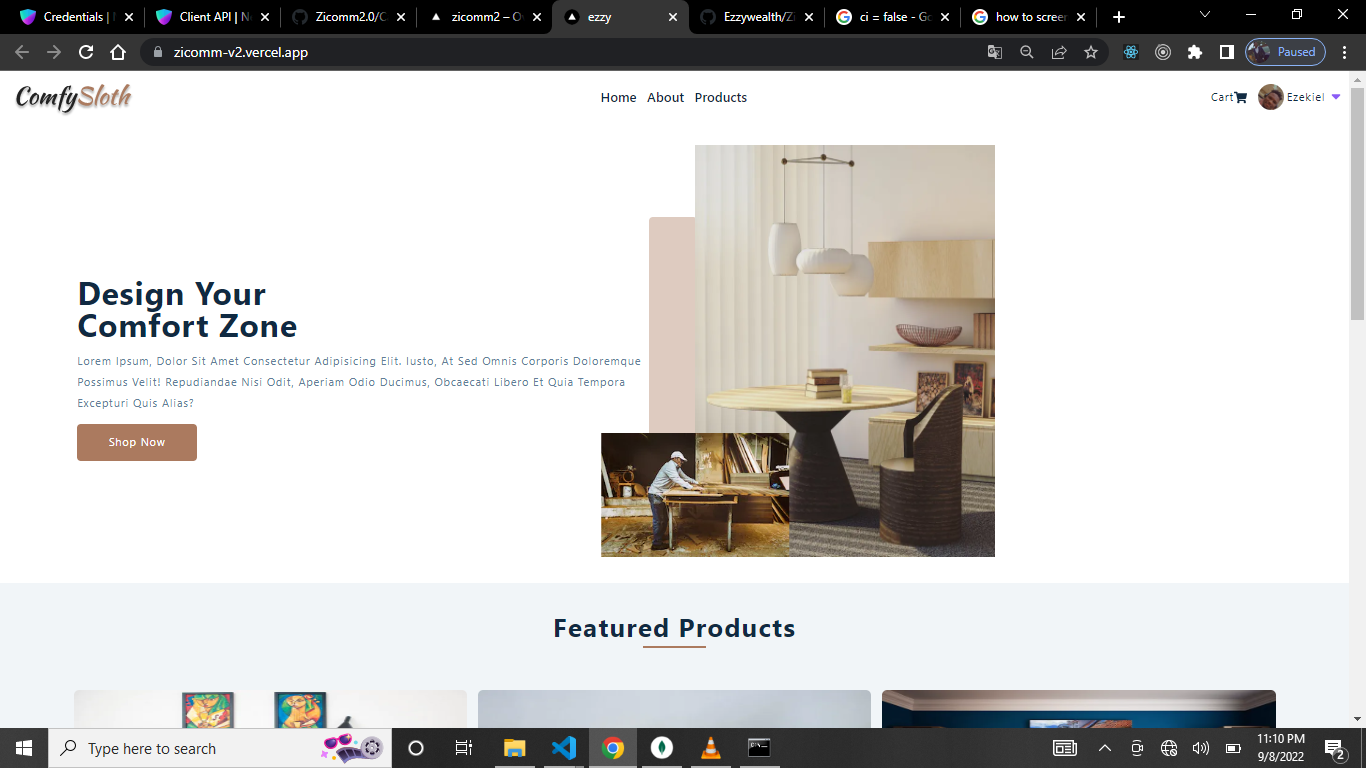 Credentials | N
Client API | N
Zicomm2.0/C
zicomm2 – Ov
ezzy
Ezzywealth/Zi
ci = false - Go
how to screen
zicomm-v2.vercel.app
Paused
ComfySloth
Home About Products
Cart
Ezekiel
Design Your
Comfort Zone
Lorem Ipsum, Dolor Sit Amet Consectetur Adipisicing Elit. Iusto, At Sed Omnis Corporis Doloremque
Possimus Velit! Repudiandae Nisi Odit, Aperiam Odio Ducimus, Obcaecati Libero Et Quia Tempora
Excepturi Quis Alias?
Shop Now
Featured Products
Type here to search
11:10 PM
9/8/2022
2